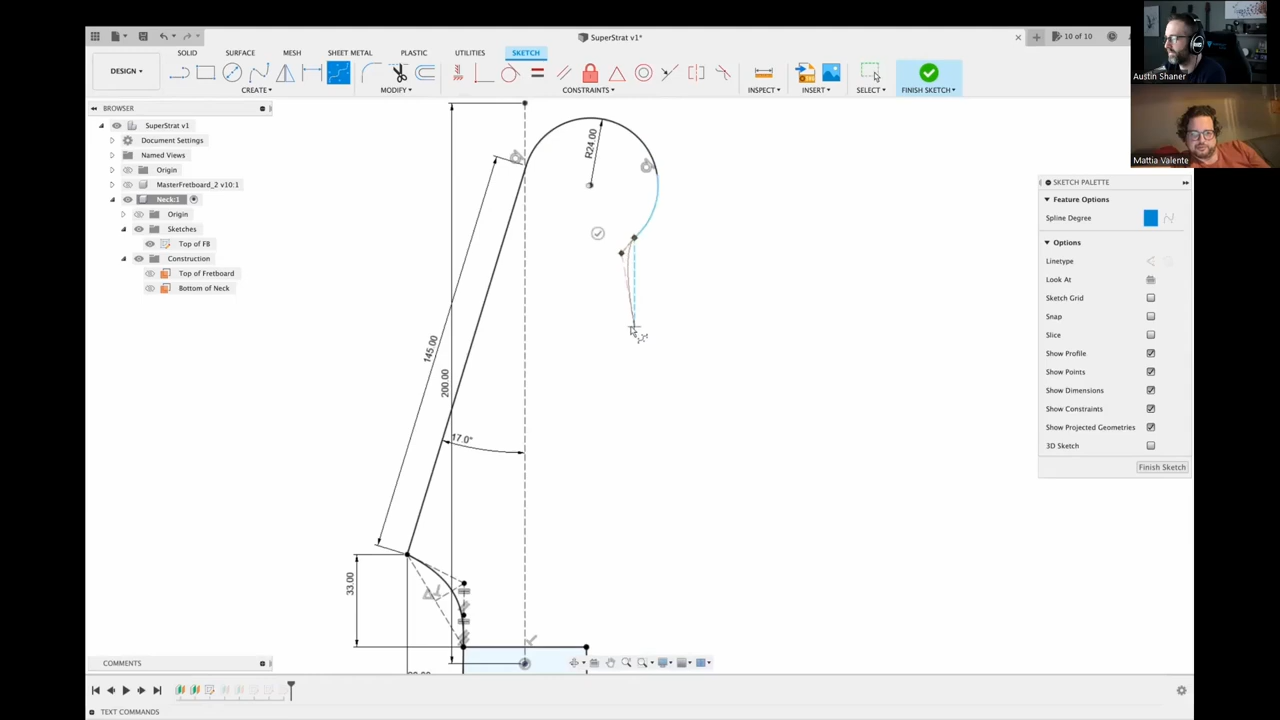 SuperStrat v1*
10 of 10
DESIGN
SOLID SURFACE MESH SHEET METAL PLASTIC UTILITIES SKETCH
CREATE MODIFY CONSTRAINTS INSPECT INSERT SELECT FINISH SKETCH
Austin Shaner
Mattia Valente
BROWSER
SuperStrat v1
Document Settings
Named Views
Origin
MasterFretboard_2 v10:1
Neck:1
Origin
Sketches
Top of FB
Construction
Top of Fretboard
Bottom of Neck
R24.00
145.00
200.00
17.0°
33.00
SKETCH PALETTE
Feature Options
Spline Degree
Options
Linetype
Look At
Sketch Grid
Snap
Slice
Show Profile
Show Points
Show Dimensions
Show Constraints
Show Projected Geometries
3D Sketch
Finish Sketch
COMMENTS
TEXT COMMANDS